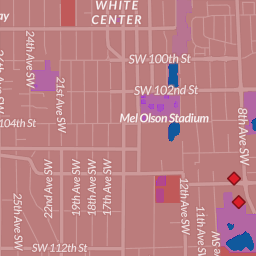 WHITE
CENTER
ay
SW 100th St
24th Ave SW
21st Ave SW
SW 102nd St
Mel Olson Stadium
8th Ave SW
104th St
25th Ave SW
22nd Ave SW
19th Ave SW
18th Ave SW
17th Ave SW
12th Ave SW
11th Ave SW
e SW
SW 112th St